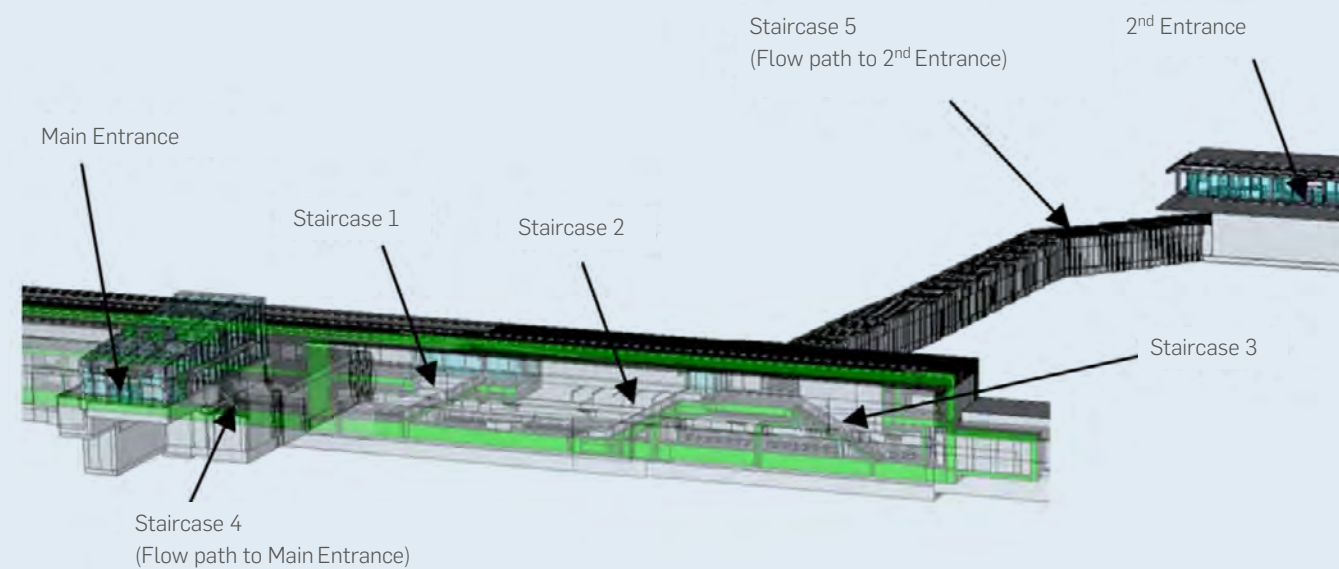 Staircase 5
(Flow path to 2nd Entrance)
2nd Entrance
Main Entrance
Staircase 1
Staircase 2
Staircase 3
Staircase 4
(Flow path to Main Entrance)